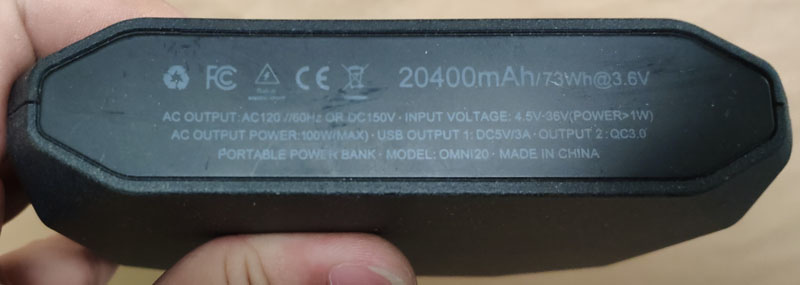 FC CE 20400mAh/73Wh@3.6V
AC OUTPUT: AC120 //60Hz OR DC150V · INPUT VOLTAGE: 4.5V-36V(POWER>1W)
AC OUTPUT POWER:100W(MAX) · USB OUTPUT 1: DC5V/3A · OUTPUT 2:QC3.0
PORTABLE POWER BANK · MODEL: OMNI20 · MADE IN CHINA